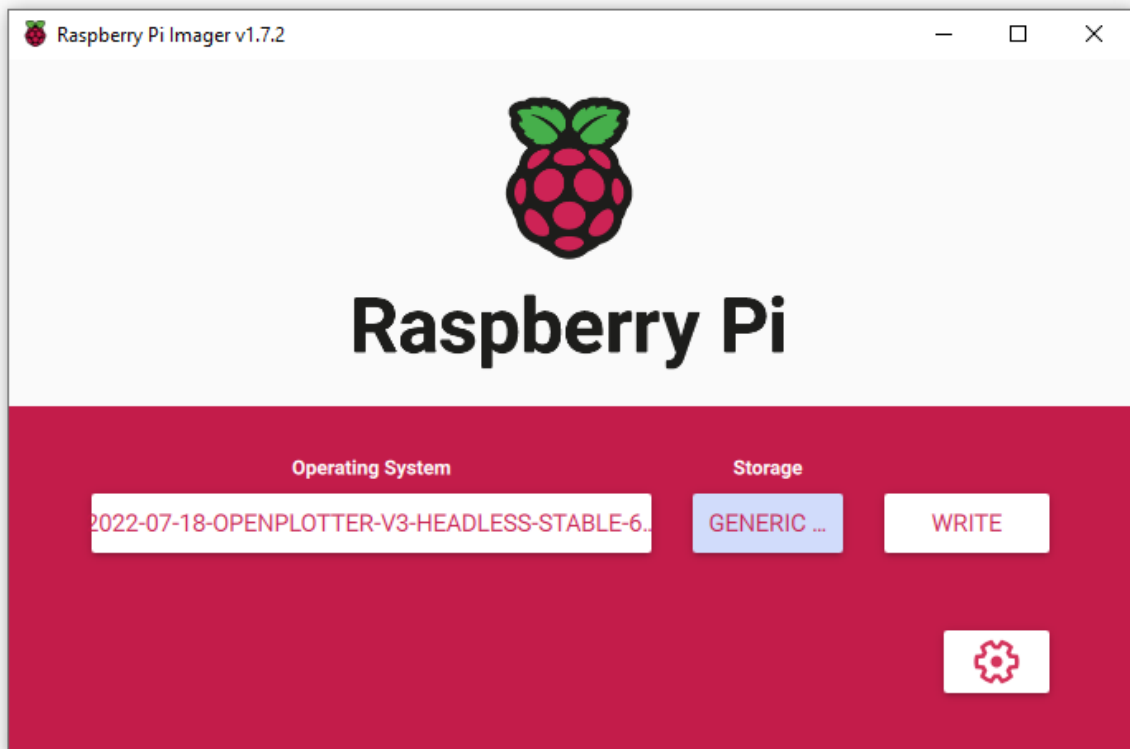 Raspberry Pi Imager v1.7.2
Raspberry Pi
Operating System
Storage
2022-07-18-OPENPLOTTER-V3-HEADLESS-STABLE-6..
GENERIC ...
WRITE